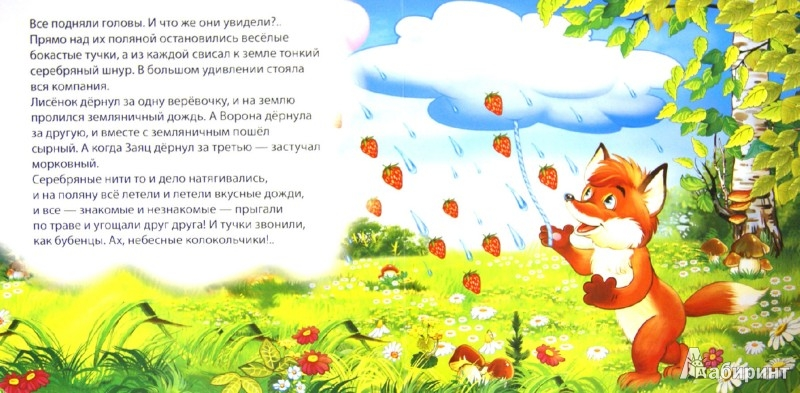 Все подняли головы. И что же они увидели?..
Прямо над их поляной остановились весёлые
бокастые тучки, а из каждой свисал к земле тонкий
серебряный шнур. В большом удивлении стояла
вся компания.
Лисёнок дёрнул за одну верёвочку, и на землю
пролился земляничный дождь. А Ворона дёрнула
за другую, и вместе с земляничным пошёл
сырный. А когда Заяц дёрнул за третью — застучал
морковный.
Серебряные нити то и дело натягивались,
и на поляну всё летели и летели вкусные дожди,
и все — знакомые и незнакомые — прыгали
по траве и угощали друг друга! И тучки звонили,
как бубенцы. Ах, небесные колокольчики!..
Лабиринт